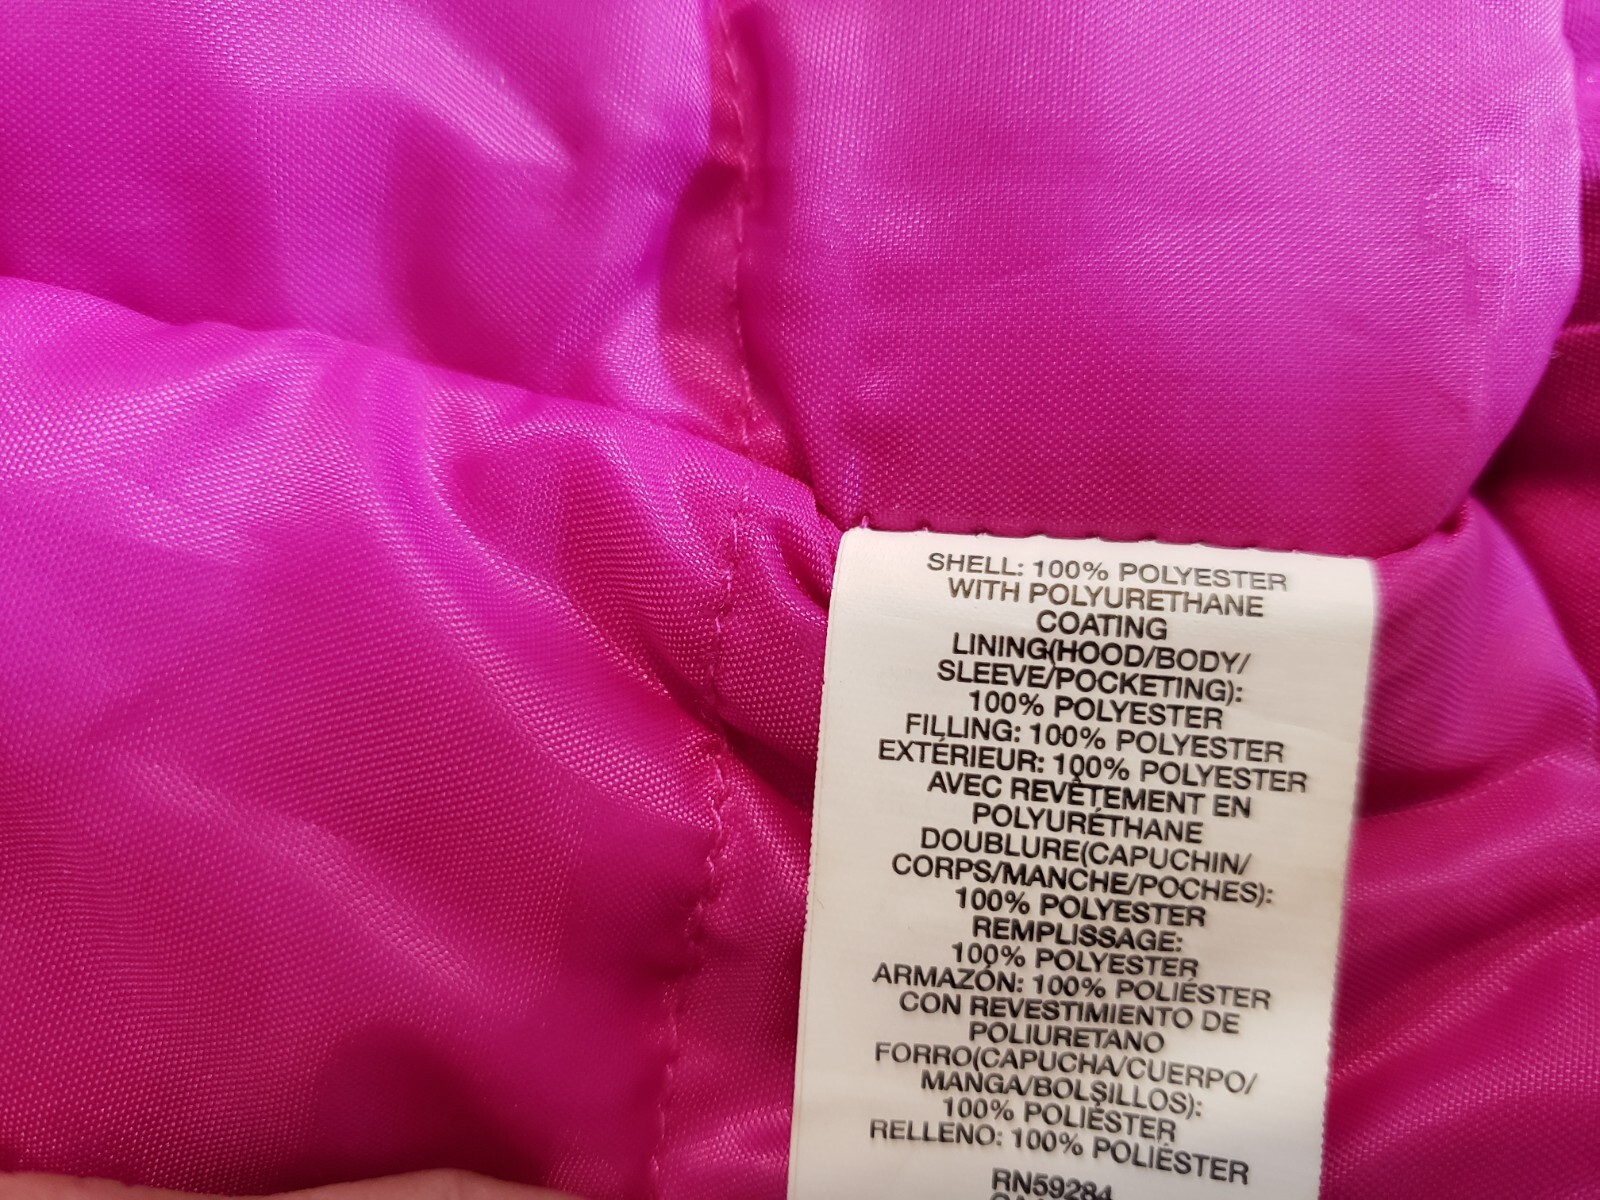 SHELL: 100% POLYESTER
WITH POLYURETHANE
COATING
LINING(HOOD/BODY/
SLEEVE/POCKETING):
100% POLYESTER
FILLING: 100% POLYESTER
EXTÉRIEUR: 100% POLYESTER
AVEC REVÊTEMENT EN
POLYURÉTHANE
DOUBLURE(CAPUCHIN/
CORPS/MANCHE/POCHES):
100% POLYESTER
REMPLISSAGE:
100% POLYESTER
ARMAZÓN: 100% POLIÉSTER
CON REVESTIMIENTO DE
POLIURETANO
FORRO(CAPUCHA/CUERPO/
MANGA/BOLSILLOS):
100% POLIÉSTER
RELLENO: 100% POLIÉSTER
RN59284